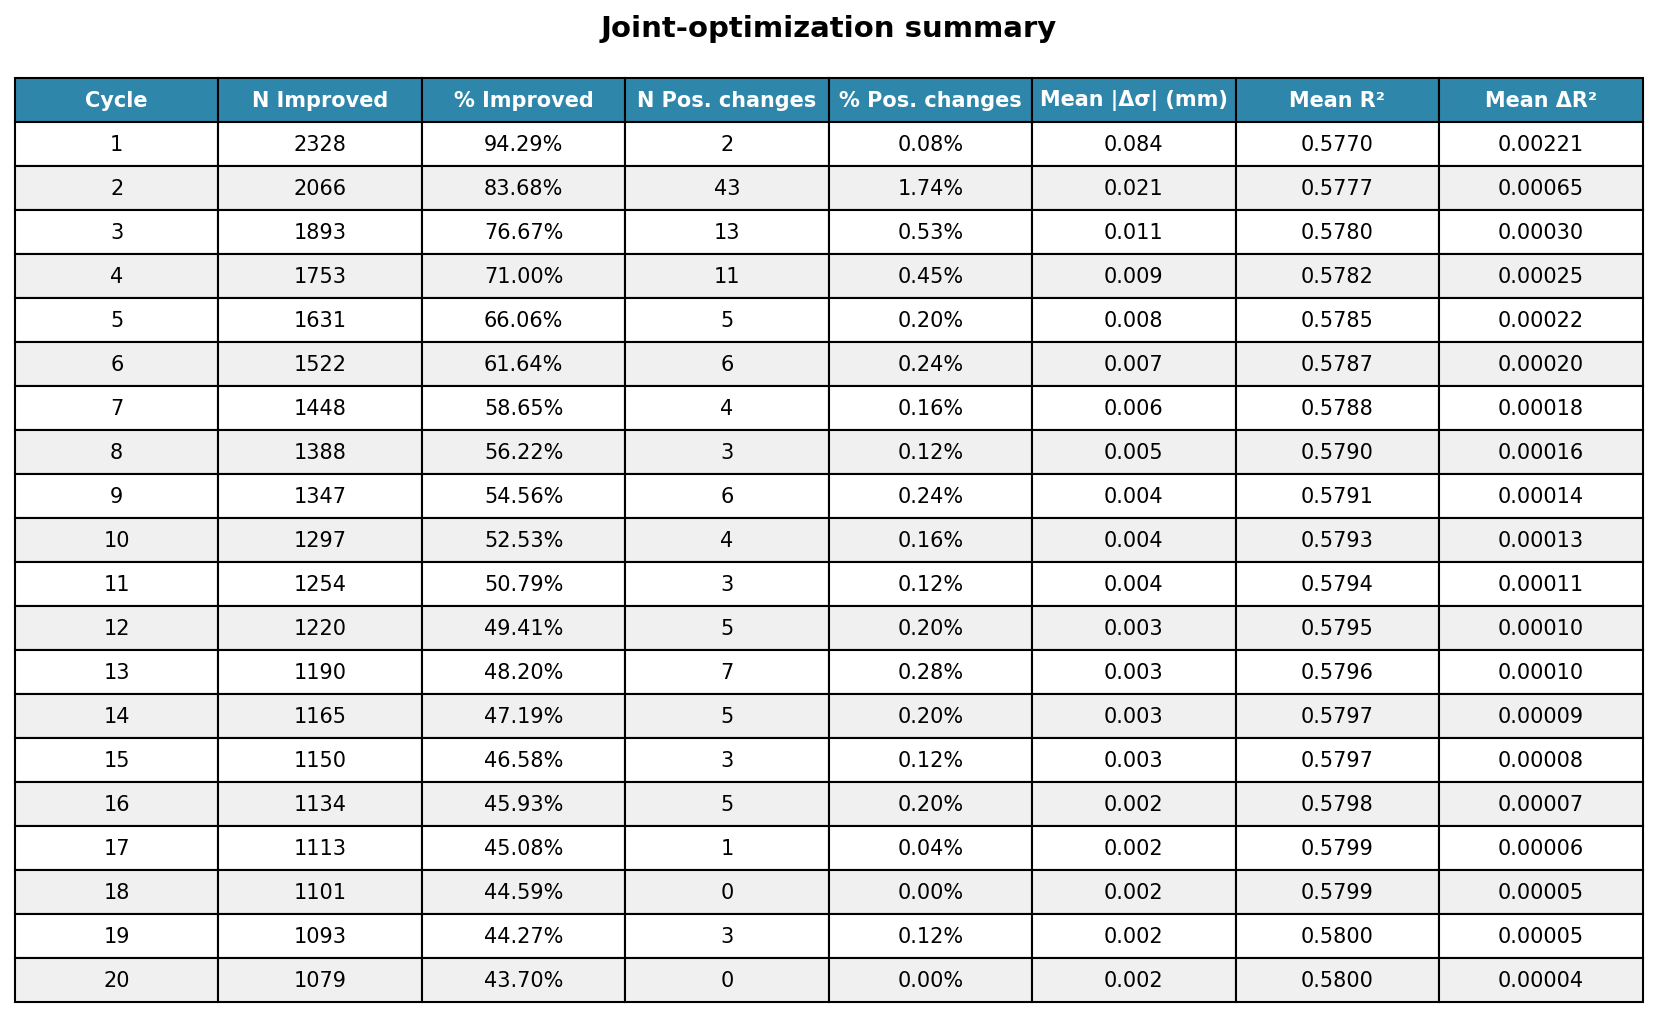 Joint-optimization summary
Cycle N Improved % Improved N Pos. changes % Pos. changes Mean |Δσ| (mm) Mean R² Mean ΔR²
1 2328 94.29% 2 0.08% 0.084 0.5770 0.00221
2 2066 83.68% 43 1.74% 0.021 0.5777 0.00065
3 1893 76.67% 13 0.53% 0.011 0.5780 0.00030
4 1753 71.00% 11 0.45% 0.009 0.5782 0.00025
5 1631 66.06% 5 0.20% 0.008 0.5785 0.00022
6 1522 61.64% 6 0.24% 0.007 0.5787 0.00020
7 1448 58.65% 4 0.16% 0.006 0.5788 0.00018
8 1388 56.22% 3 0.12% 0.005 0.5790 0.00016
9 1347 54.56% 6 0.24% 0.004 0.5791 0.00014
10 1297 52.53% 4 0.16% 0.004 0.5793 0.00013
11 1254 50.79% 3 0.12% 0.004 0.5794 0.00011
12 1220 49.41% 5 0.20% 0.003 0.5795 0.00010
13 1190 48.20% 7 0.28% 0.003 0.5796 0.00010
14 1165 47.19% 5 0.20% 0.003 0.5797 0.00009
15 1150 46.58% 3 0.12% 0.003 0.5797 0.00008
16 1134 45.93% 5 0.20% 0.002 0.5798 0.00007
17 1113 45.08% 1 0.04% 0.002 0.5799 0.00006
18 1101 44.59% 0 0.00% 0.002 0.5799 0.00005
19 1093 44.27% 3 0.12% 0.002 0.5800 0.00005
20 1079 43.70% 0 0.00% 0.002 0.5800 0.00004